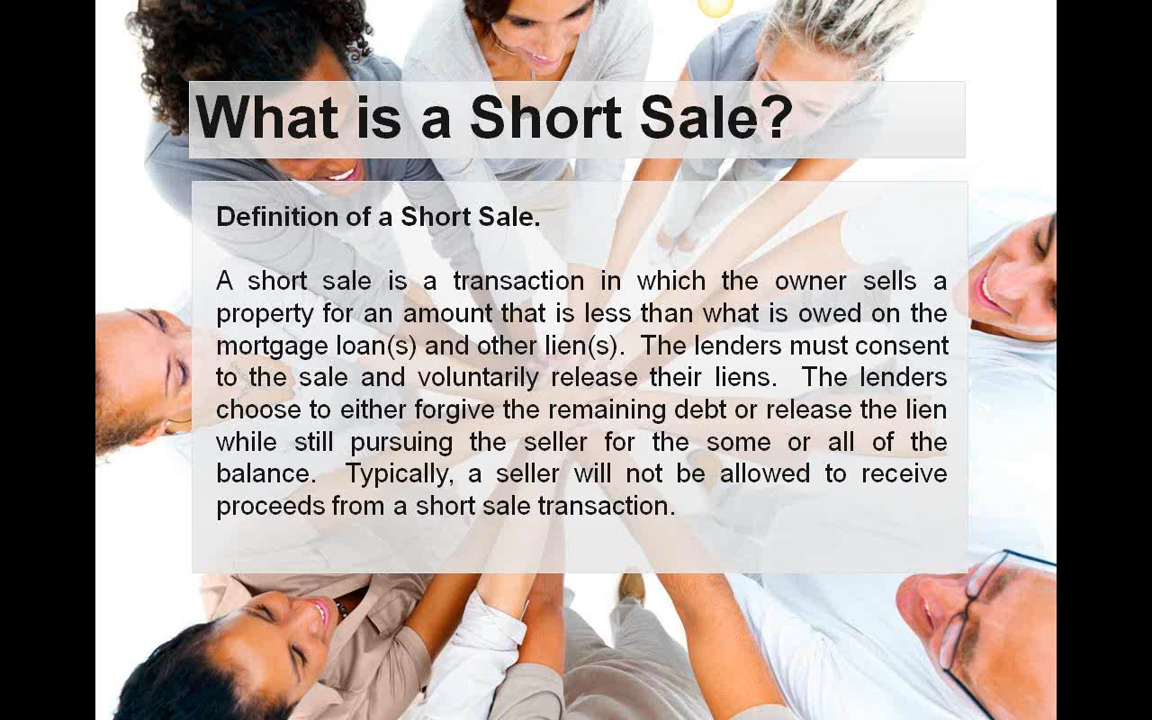 What is a Short Sale?
Definition of a Short Sale.
A short sale is a transaction in which the owner sells a
property for an amount that is less than what is owed on the
mortgage loan(s) and other lien(s).  The lenders must consent
to the sale and voluntarily release their liens.  The lenders
choose to either forgive the remaining debt or release the lien
while still pursuing the seller for the some or all of the
balance.  Typically, a seller will not be allowed to receive
proceeds from a short sale transaction.